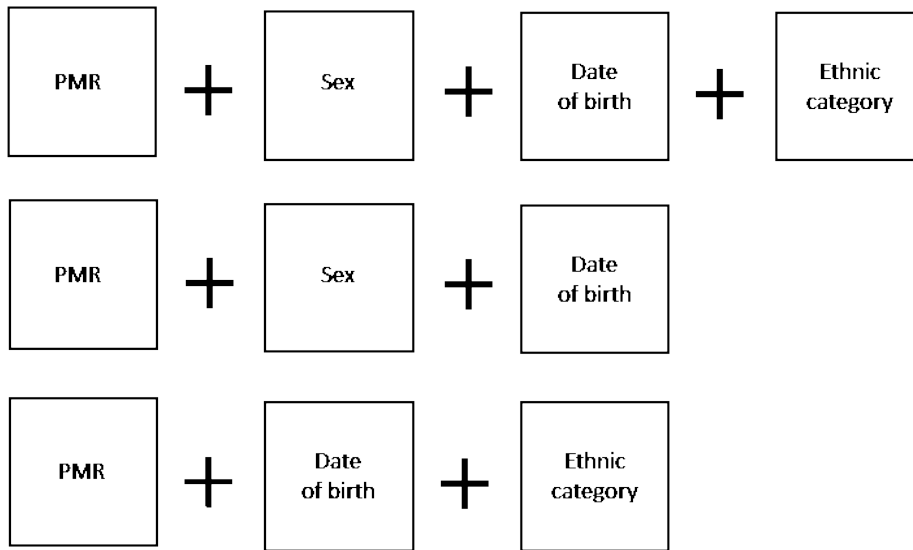 PMR + Sex + Date of birth + Ethnic category
PMR + Sex + Date of birth
PMR + Date of birth + Ethnic category